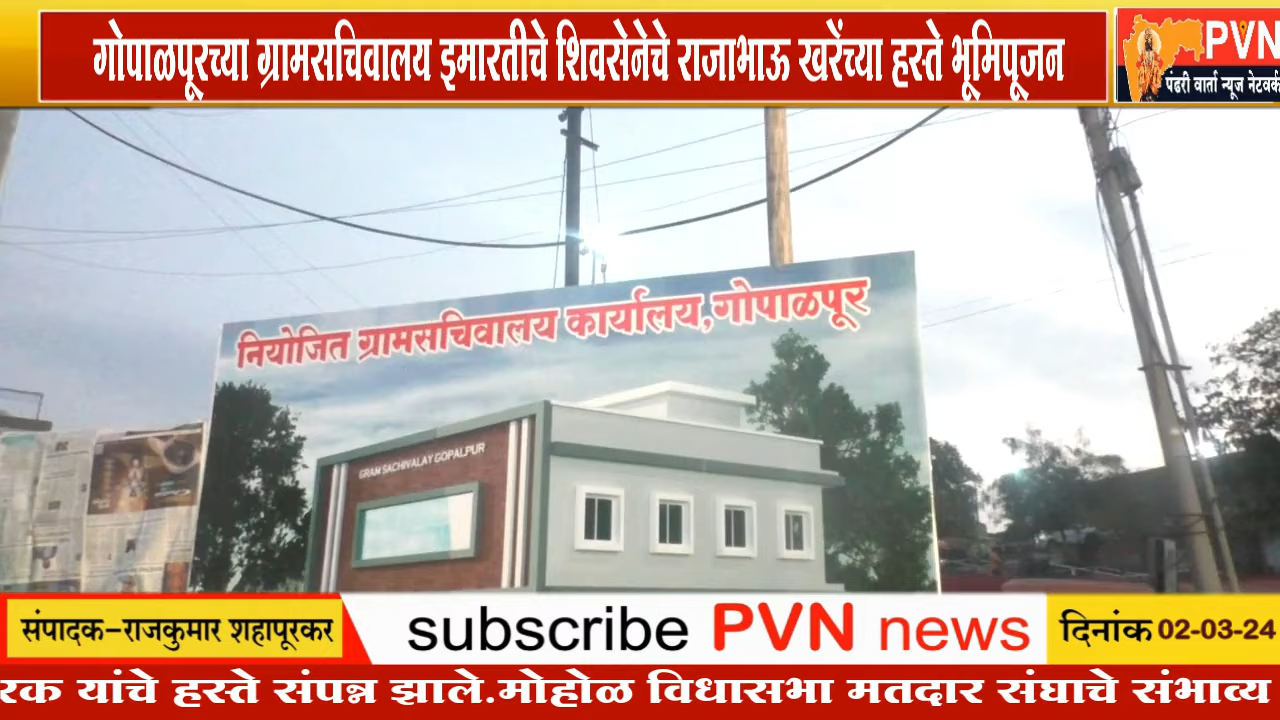 गोपाळपूरच्या ग्रामसचिवालय इमारतीचे शिवसेनेचे राजाभाऊ खरेंच्या हस्ते भूमिपूजन
PVN
पंढरी वार्ता न्यूज नेटवर्क
नियोजित ग्रामसचिवालय कार्यालय,गोपाळपूर
GRAM SACHIVALAY GOPALPUR
संपादक-राजकुमार शहापूरकर
subscribe PVN news
दिनांक 02-03-24
रक यांचे हस्ते संपन्न झाले.मोहोळ विधासभा मतदार संघाचे संभाव्य